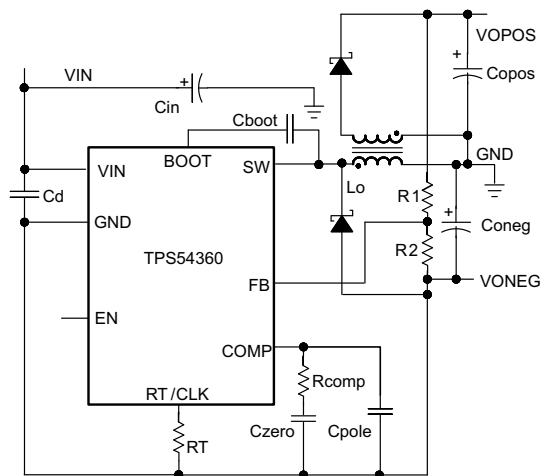 VOPOS
VIN
Copos
Cin
Cboot
BOOT
SW
GND
VIN
Lo
R1
Cd
GND
Coneg
TPS54360
R2
FB
VONEG
EN
COMP
Rcomp
RT/CLK
Czero
Cpole
RT